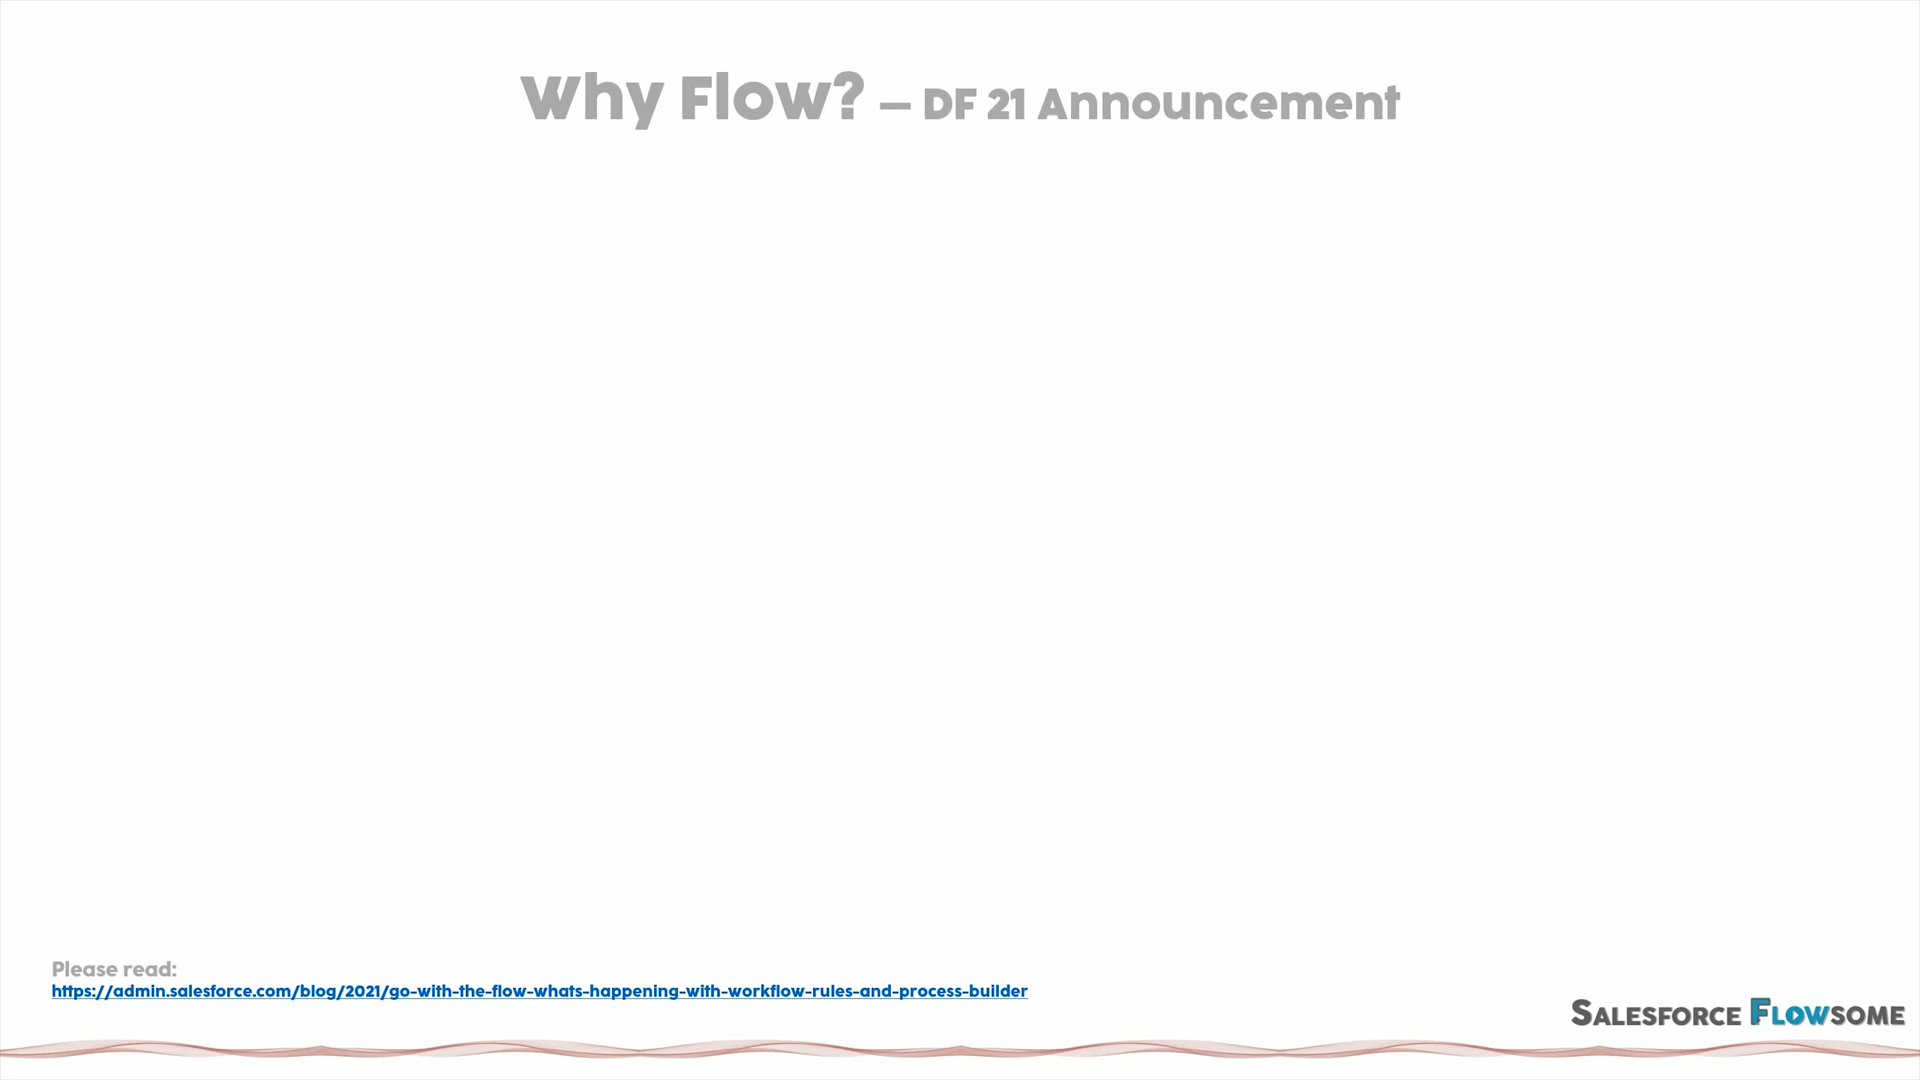 Why Flow? – DF 21 Announcement
Please read:
https://admin.salesforce.com/blog/2021/go-with-the-flow-whats-happening-with-workflow-rules-and-process-builder
SALESFORCE FLOWSOME